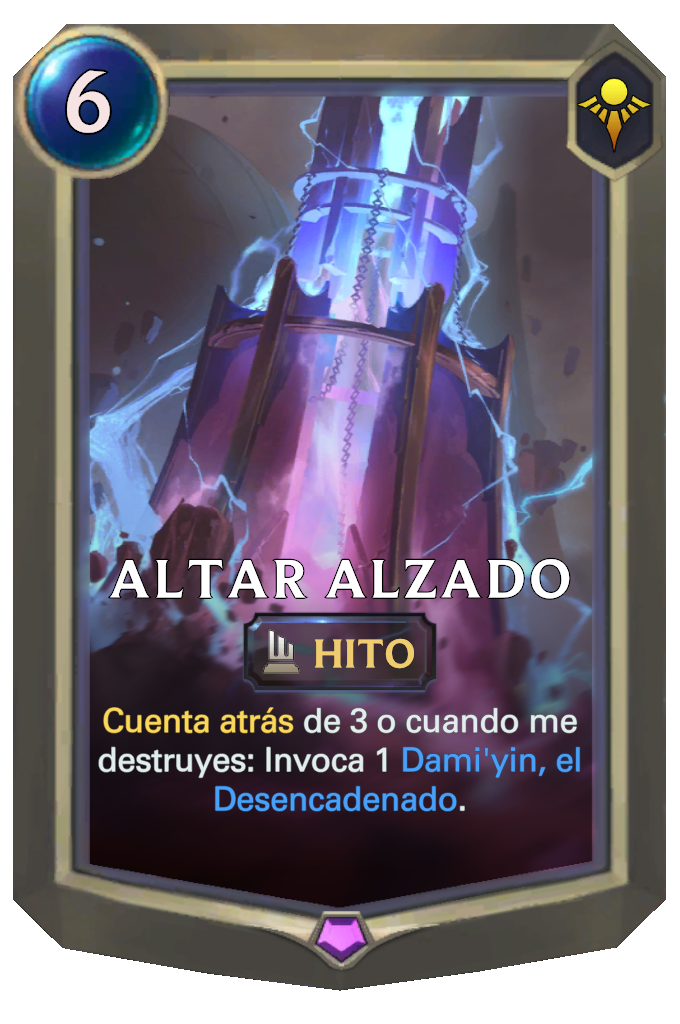 6
ALTAR ALZADO
HITO
Cuenta atrás de 3 o cuando me
destruyes: Invoca 1 Dami'yin, el
Desencadenado.